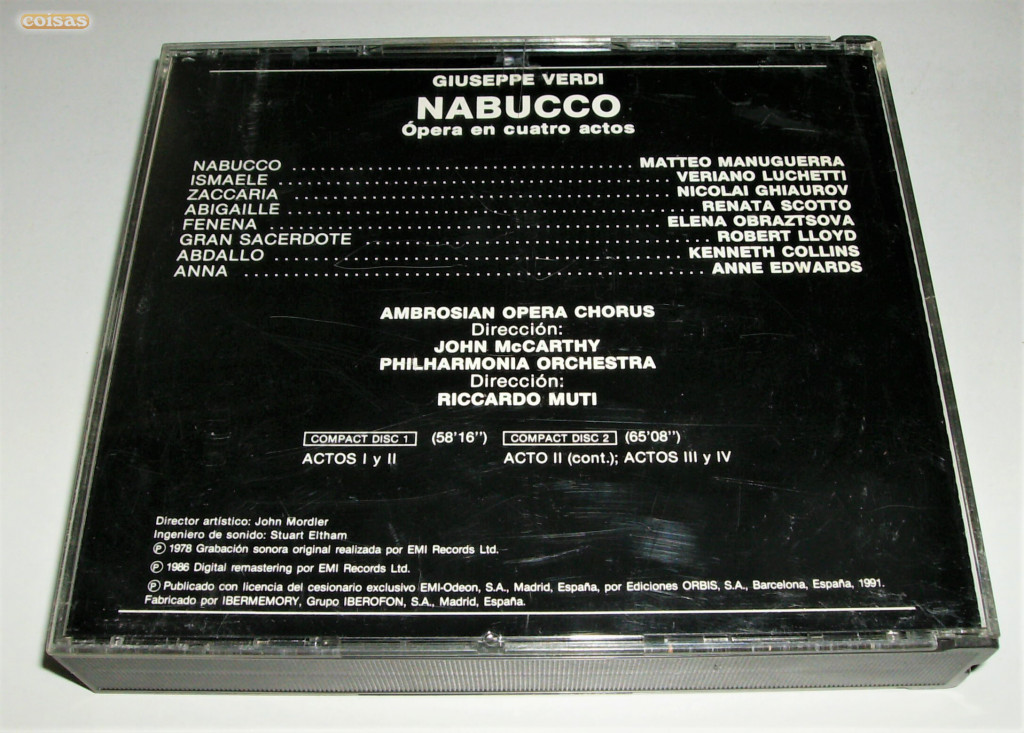 coisas
GIUSEPPE VERDI
NABUCCO
Ópera en cuatro actos
NABUCCO ........................................ MATTEO MANUGUERRA
ISMAELE ........................................ VERIANO LUCHETTI
ZACCARIA ........................................ NICOLAI GHIAUROV
ABIGAILLE ........................................ RENATA SCOTTO
FENENA ........................................ ELENA OBRAZTSOVA
GRAN SACERDOTE ........................................ ROBERT LLOYD
ABDALLO ........................................ KENNETH COLLINS
ANNA ........................................ ANNE EDWARDS
AMBROSIAN OPERA CHORUS
Dirección:
JOHN McCARTHY
PHILHARMONIA ORCHESTRA
Dirección:
RICCARDO MUTI
COMPACT DISC 1 (58'16'') COMPACT DISC 2 (65'08'')
ACTOS I y II ACTO II (cont.); ACTOS III y IV
Director artístico: John Mordler
Ingeniero de sonido: Stuart Eltham
Ⓟ 1978 Grabación sonora original realizada por EMI Records Ltd.
Ⓟ 1986 Digital remastering por EMI Records Ltd.
Ⓟ Publicado con licencia del cesionario exclusivo EMI-Odeon, S.A., Madrid, España, por Ediciones ORBIS, S.A., Barcelona, España, 1991.
Fabricado por IBERMEMORY, Grupo IBEROFON, S.A., Madrid, España.